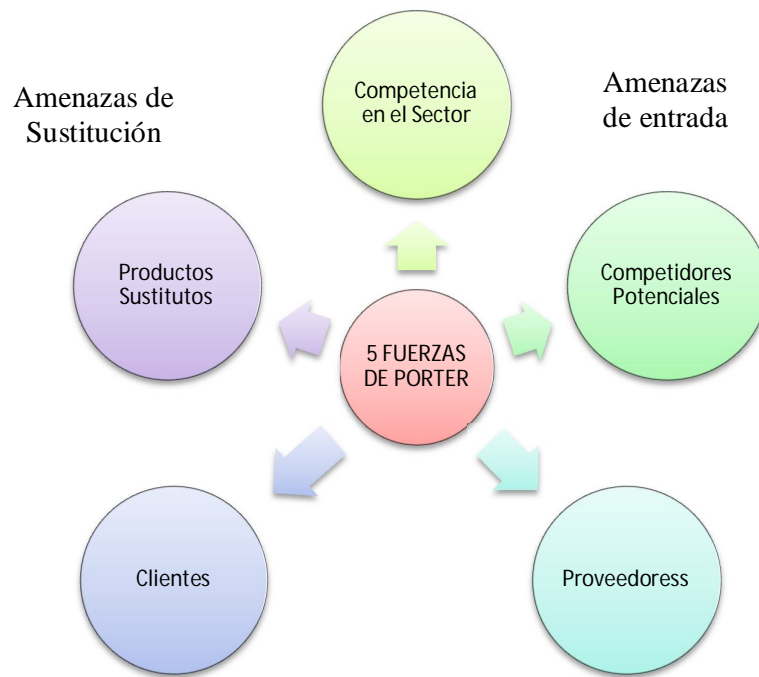 Competencia
en el Sector
Amenazas de
Sustitución
Amenazas
de entrada
Productos
Sustitutos
Competidores
Potenciales
5 FUERZAS
DE PORTER
Clientes
Proveedoress